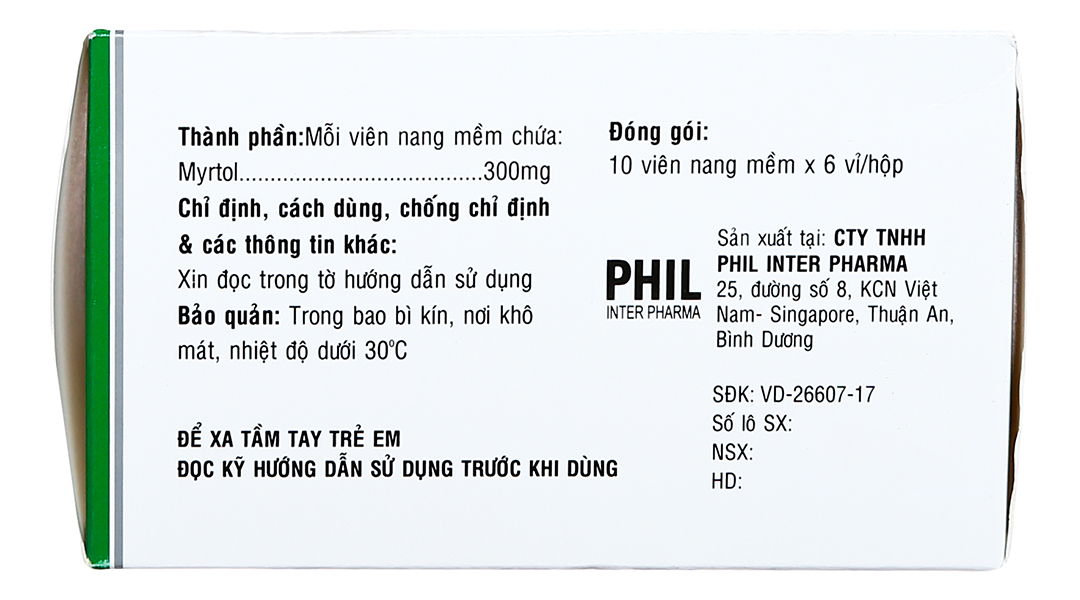 Thành phần:Mỗi viên nang mềm chứa:
Myrtol........................................300mg
Chỉ định, cách dùng, chống chỉ định
& các thông tin khác:
Xin đọc trong tờ hướng dẫn sử dụng
Bảo quản: Trong bao bì kín, nơi khô
mát, nhiệt độ dưới 30°C
ĐỂ XA TẦM TAY TRẺ EM
ĐỌC KỸ HƯỚNG DẪN SỬ DỤNG TRƯỚC KHI DÙNG
Đóng gói:
10 viên nang mềm x 6 vỉ/hộp
PHIL
INTER PHARMA
Sản xuất tại: CTY TNHH
PHIL INTER PHARMA
25, đường số 8, KCN Việt
Nam- Singapore, Thuận An,
Bình Dương
SĐK: VD-26607-17
Số lô SX:
NSX:
HD: